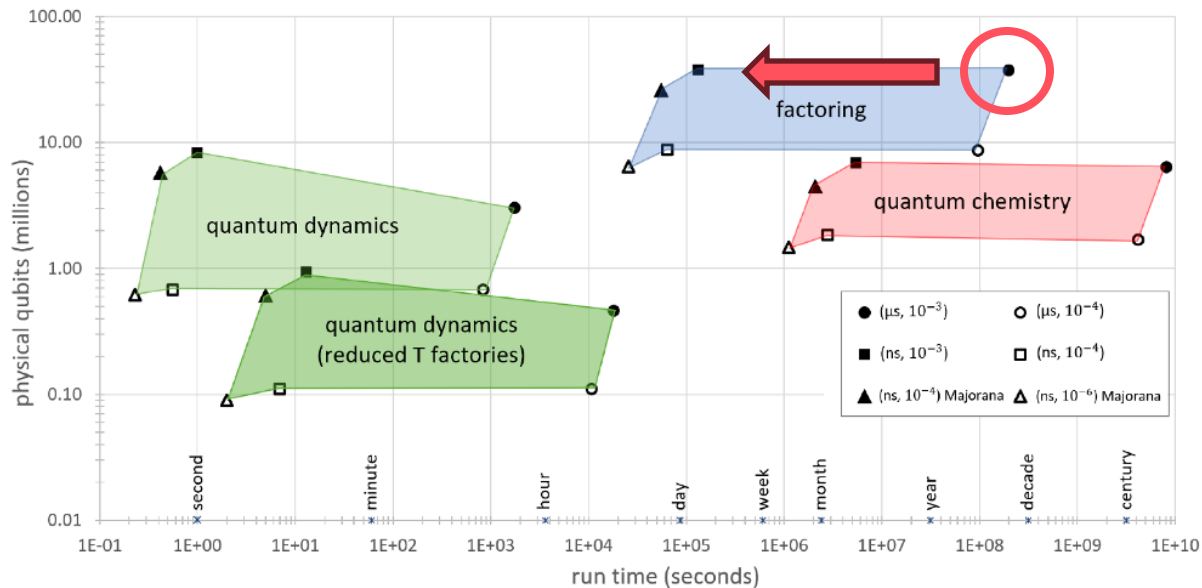 100.00
10.00
1.00
0.10
0.01
physical qubits (millions)
factoring
quantum dynamics
quantum chemistry
quantum dynamics
(reduced T factories)
(μs, 10⁻³)
(μs, 10⁻⁴)
(ns, 10⁻³)
(ns, 10⁻⁴)
(ns, 10⁻⁴) Majorana
(ns, 10⁻⁶) Majorana
second
minute
hour
day
week
month
year
decade
century
1E-01 1E+00 1E+01 1E+02 1E+03 1E+04 1E+05 1E+06 1E+07 1E+08 1E+09 1E+10
run time (seconds)